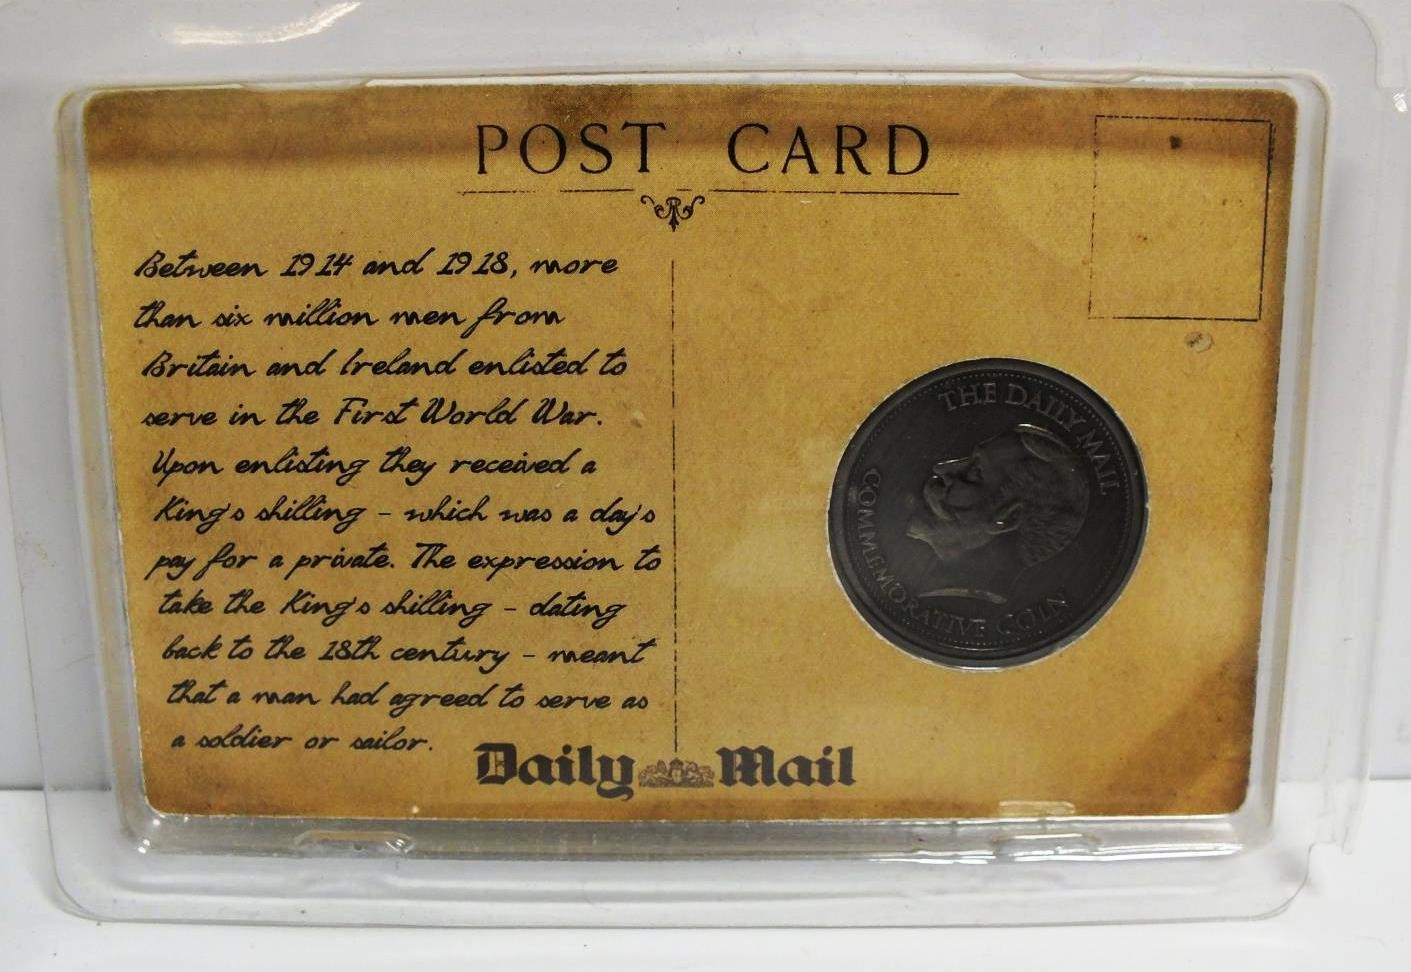 POST CARD
Between 1914 and 1918, more
than six million men from
Britain and Ireland enlisted to
serve in the First World War.
Upon enlisting they received a
King's shilling - which was a day's
pay for a private. The expression to
take the King's shilling - dating
back to the 18th century - meant
that a man had agreed to serve as
a soldier or sailor.
THE DAILY MAIL
COMMEMORATIVE COIN
Daily Mail